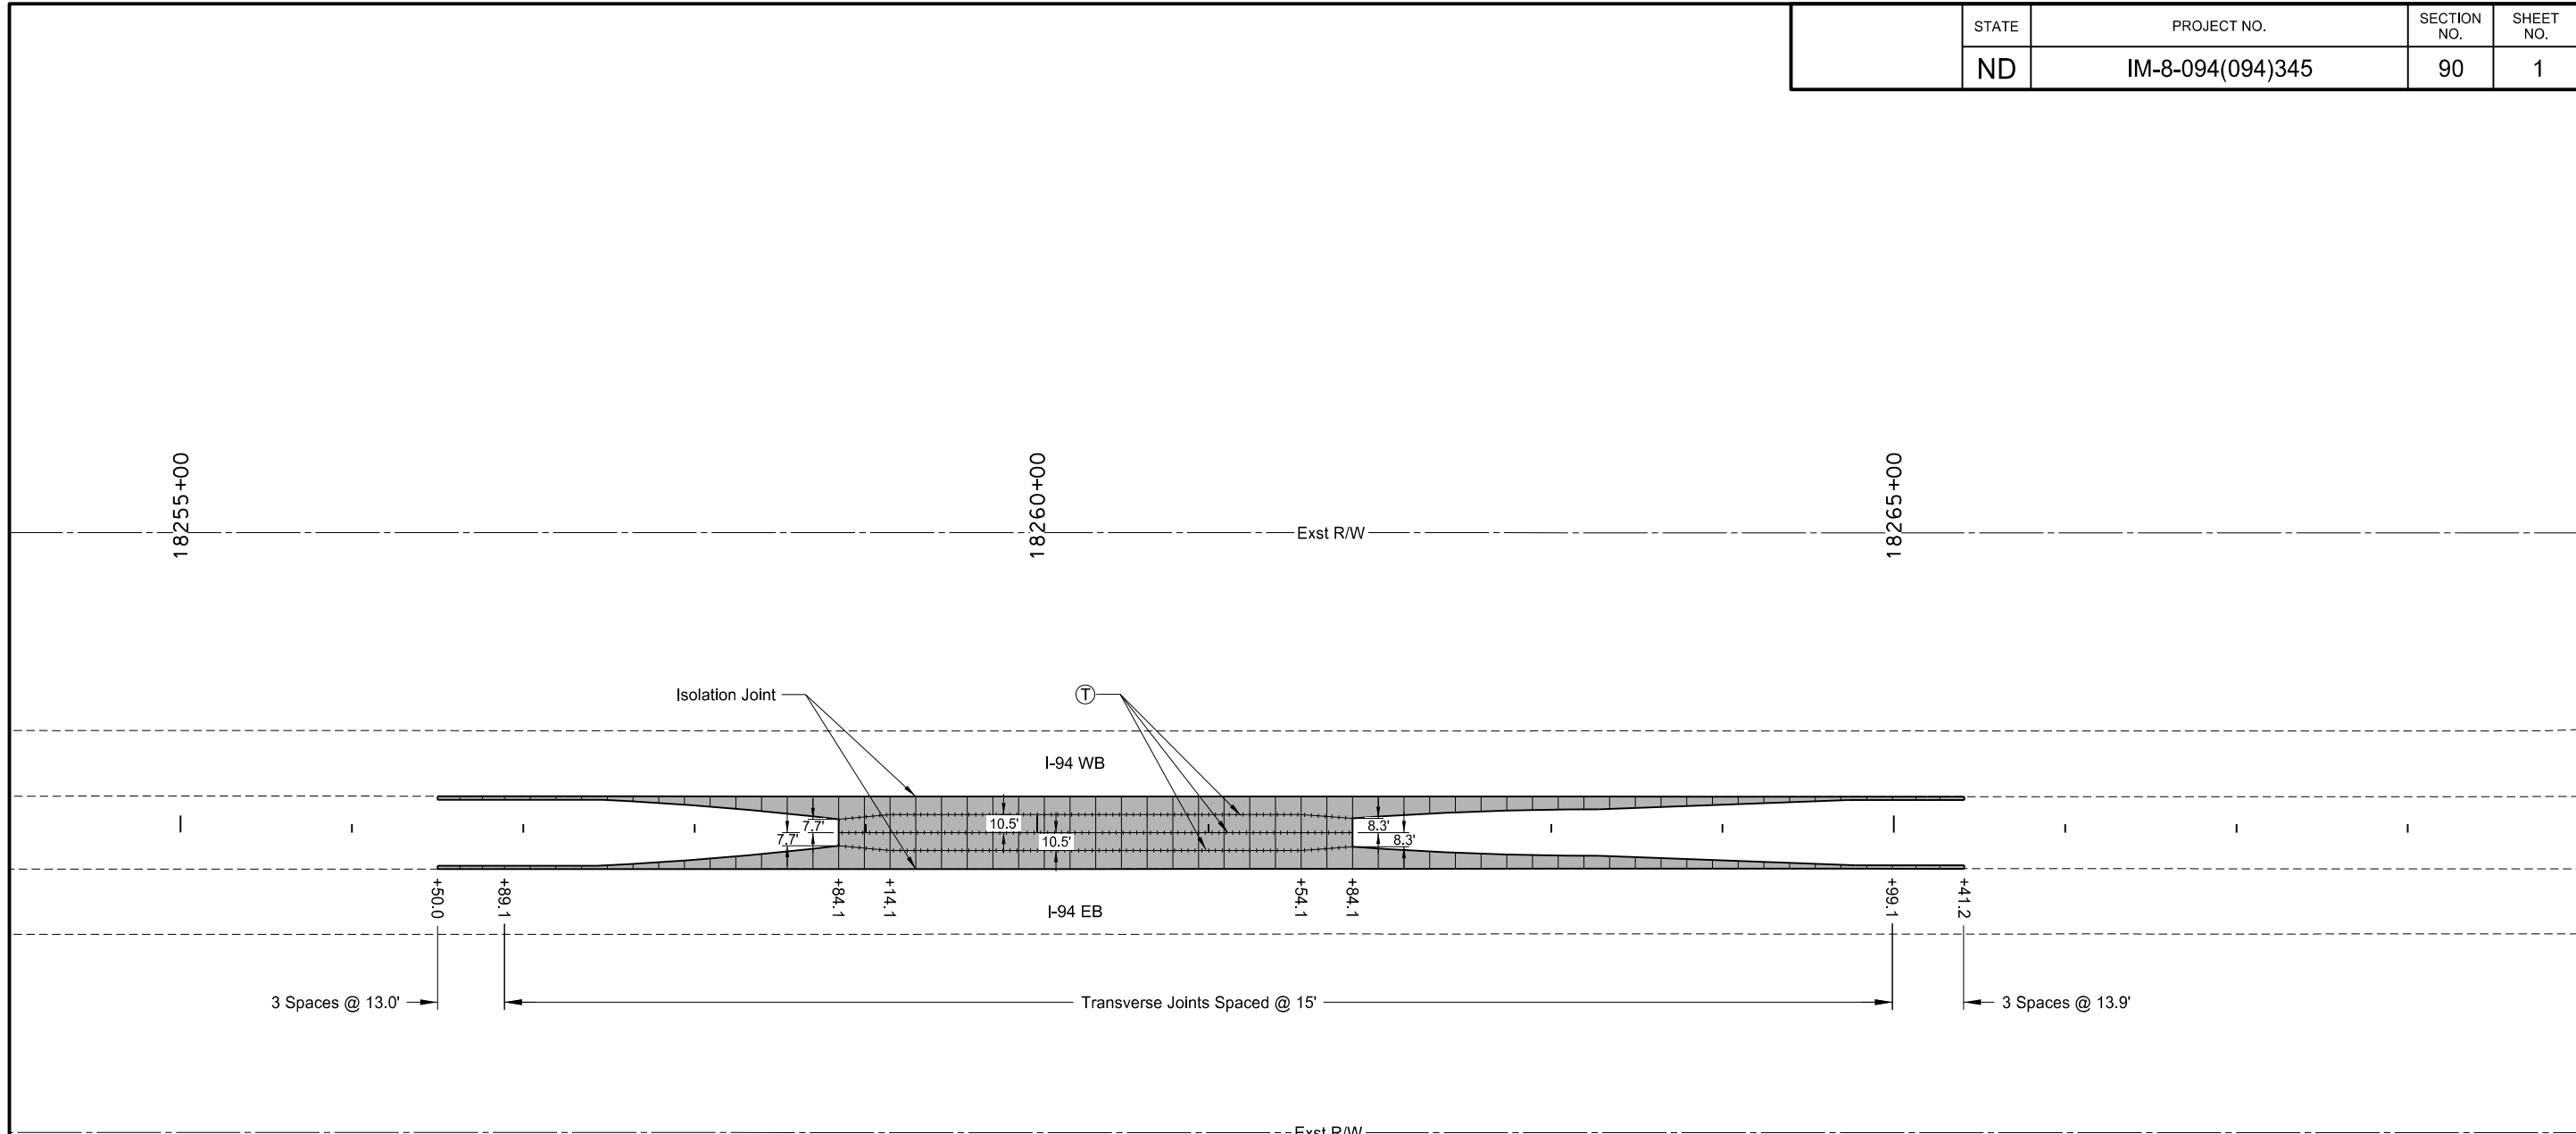 STATE
PROJECT NO.
SECTION NO.
SHEET NO.
ND
IM-8-094(094)345
90
1
18255+00
18260+00
18265+00
Exst R/W
Isolation Joint
T
I-94 WB
7.7'
7.7'
10.5'
10.5'
8.3'
8.3'
+50.0
+89.1
+84.1
+14.1
+54.1
+84.1
+99.1
+41.2
I-94 EB
3 Spaces @ 13.0'
Transverse Joints Spaced @ 15'
3 Spaces @ 13.9'
Exst R/W